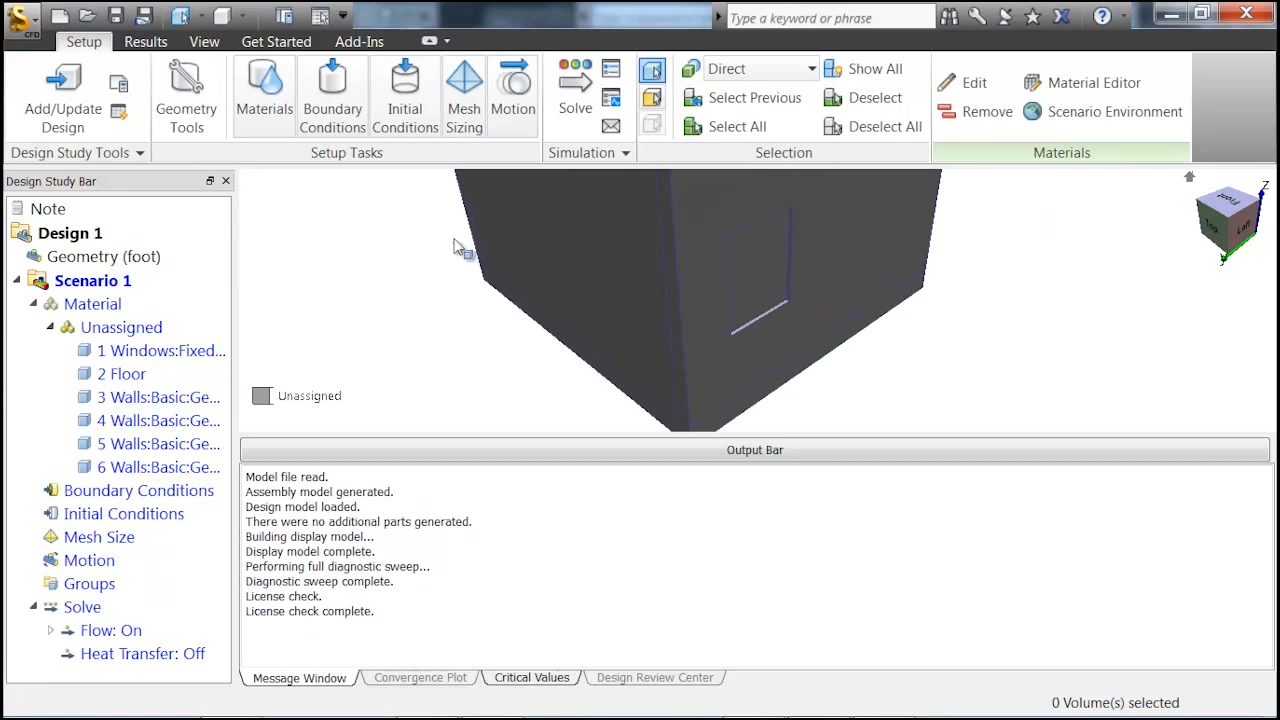 CFD
Type a keyword or phrase
Setup
Results
View
Get Started
Add-Ins
Add/Update
Design
Geometry
Tools
Materials
Boundary
Conditions
Initial
Conditions
Mesh
Sizing
Motion
Solve
Direct
Show All
Select Previous
Deselect
Select All
Deselect All
Edit
Material Editor
Remove
Scenario Environment
Design Study Tools
Setup Tasks
Simulation
Selection
Materials
Design Study Bar
Note
Design 1
Geometry (foot)
Scenario 1
Material
Unassigned
1 Windows:Fixed...
2 Floor
3 Walls:Basic:Ge...
4 Walls:Basic:Ge...
5 Walls:Basic:Ge...
6 Walls:Basic:Ge...
Boundary Conditions
Initial Conditions
Mesh Size
Motion
Groups
Solve
Flow: On
Heat Transfer: Off
Unassigned
Z
Front
Top
Left
Y
Output Bar
Model file read.
Assembly model generated.
Design model loaded.
There were no additional parts generated.
Building display model...
Display model complete.
Performing full diagnostic sweep...
Diagnostic sweep complete.
License check.
License check complete.
Message Window
Convergence Plot
Critical Values
Design Review Center
0 Volume(s) selected